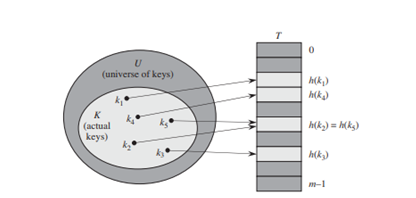 T
U
(universe of keys)
K
(actual
keys)
k₁
k₄
k₅
k₂
k₃
0
h(k₁)
h(k₄)
h(k₂) = h(k₅)
h(k₃)
m–1